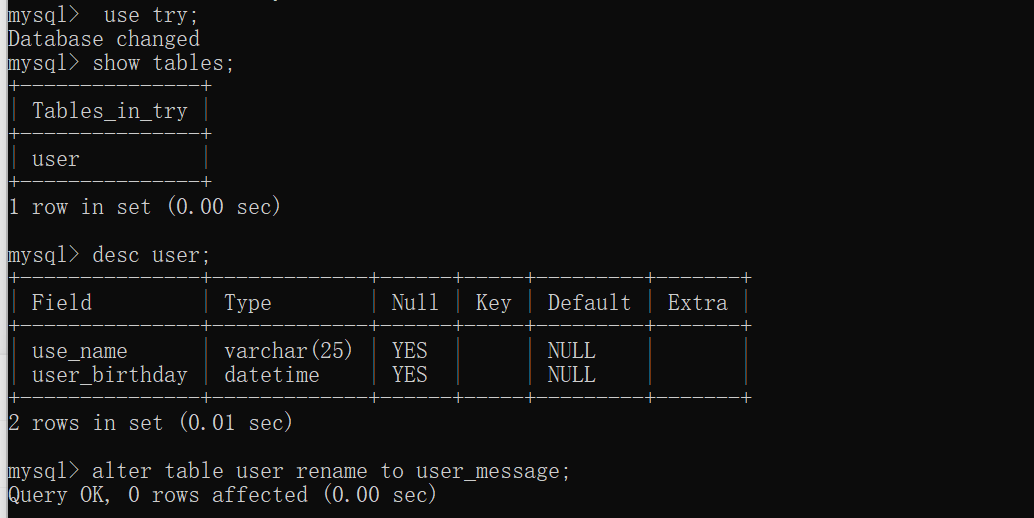 mysql>  use try;
Database changed
mysql> show tables;
+---------------+
| Tables_in_try |
+---------------+
| user          |
+---------------+
1 row in set (0.00 sec)

mysql> desc user;
+---------------+-------------+------+-----+---------+-------+
| Field         | Type        | Null | Key | Default | Extra |
+---------------+-------------+------+-----+---------+-------+
| use_name      | varchar(25) | YES  |     | NULL    |       |
| user_birthday | datetime    | YES  |     | NULL    |       |
+---------------+-------------+------+-----+---------+-------+
2 rows in set (0.01 sec)

mysql> alter table user rename to user_message;
Query OK, 0 rows affected (0.00 sec)